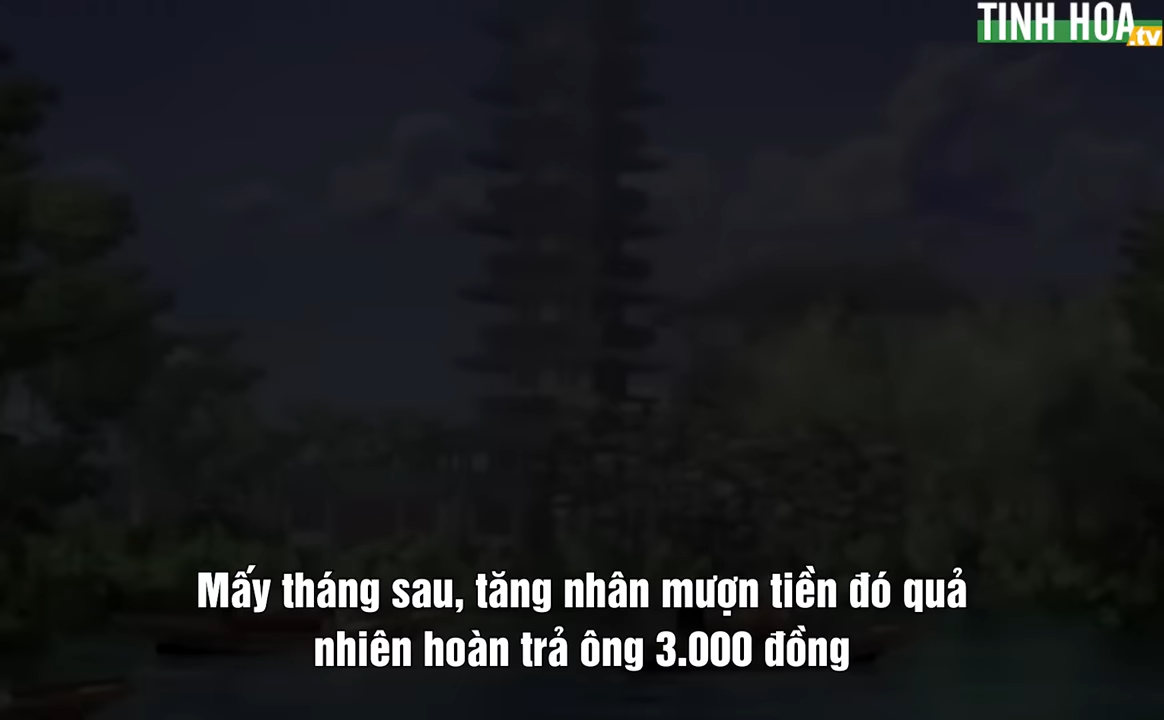 TINH HOA
.tv
Mấy tháng sau, tăng nhân mượn tiền đó quả
nhiên hoàn trả ông 3.000 đồng